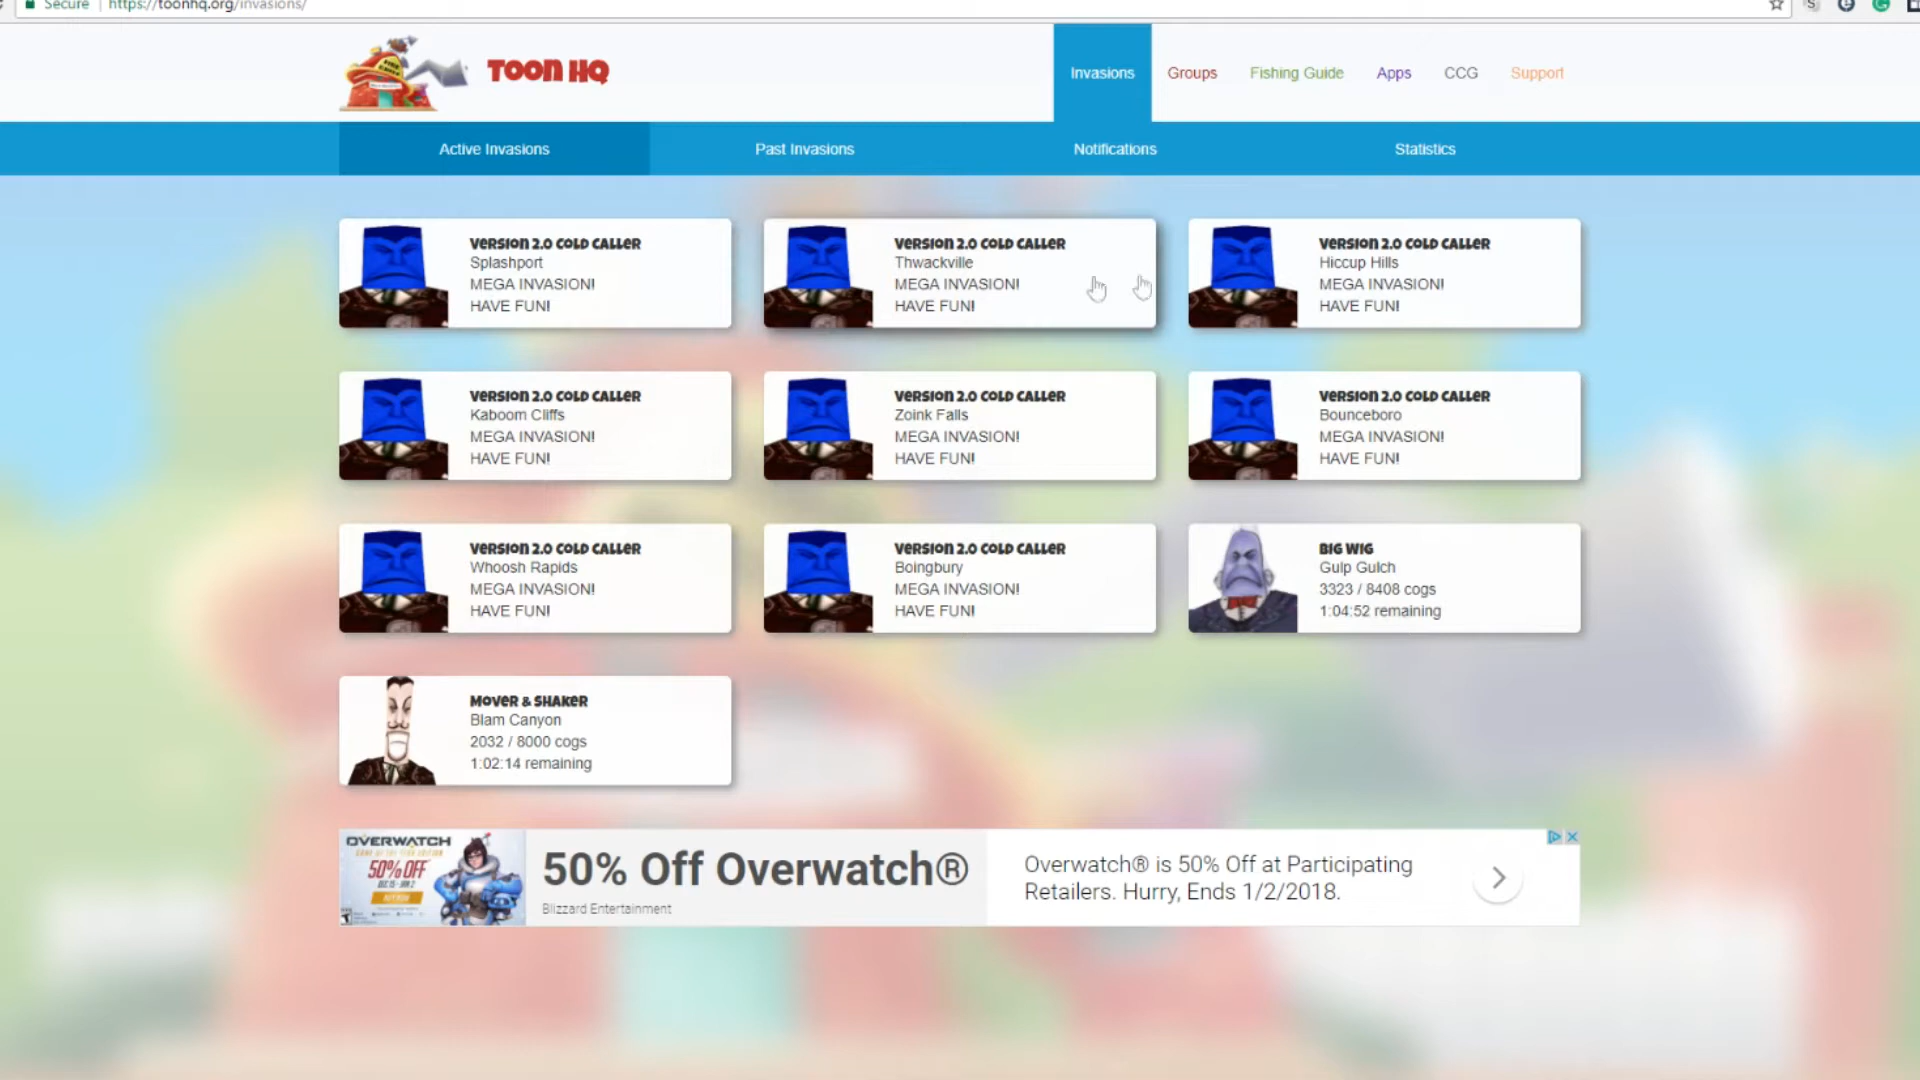 Secure | https://toonhq.org/invasions/
TOON HQ
Invasions
Groups
Fishing Guide
Apps
CCG
Support
Active Invasions
Past Invasions
Notifications
Statistics
Version 2.0 Cold Caller
Splashport
MEGA INVASION!
HAVE FUN!
Version 2.0 Cold Caller
Thwackville
MEGA INVASION!
HAVE FUN!
Version 2.0 Cold Caller
Hiccup Hills
MEGA INVASION!
HAVE FUN!
Version 2.0 Cold Caller
Kaboom Cliffs
MEGA INVASION!
HAVE FUN!
Version 2.0 Cold Caller
Zoink Falls
MEGA INVASION!
HAVE FUN!
Version 2.0 Cold Caller
Bounceboro
MEGA INVASION!
HAVE FUN!
Version 2.0 Cold Caller
Whoosh Rapids
MEGA INVASION!
HAVE FUN!
Version 2.0 Cold Caller
Boingbury
MEGA INVASION!
HAVE FUN!
Big Wig
Gulp Gulch
3323 / 8408 cogs
1:04:52 remaining
Mover & Shaker
Blam Canyon
2032 / 8000 cogs
1:02:14 remaining
OVERWATCH
50% OFF
50% Off Overwatch®
Blizzard Entertainment
Overwatch® is 50% Off at Participating
Retailers. Hurry, Ends 1/2/2018.